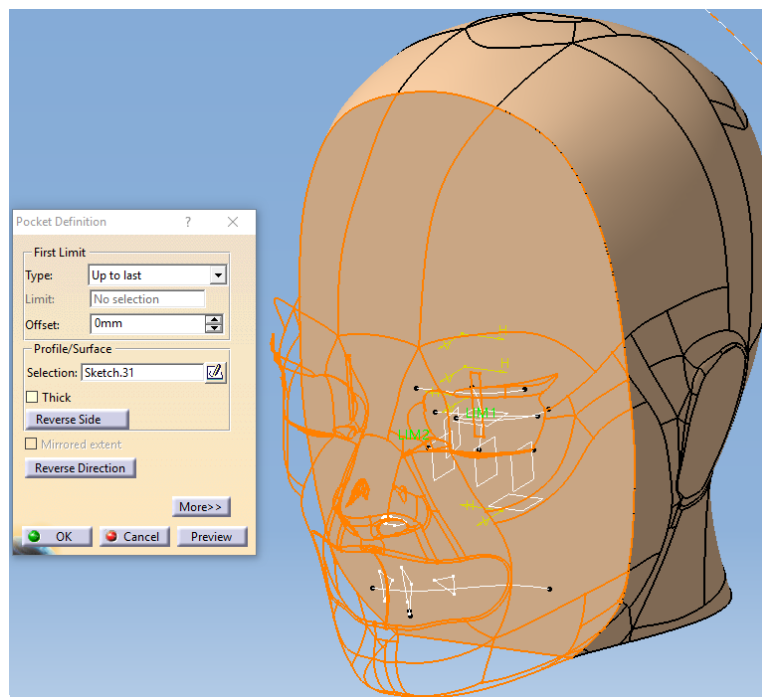 Pocket Definition ? ×
First Limit
Type: Up to last
Limit: No selection
Offset: 0mm
Profile/Surface
Selection: Sketch.31
Thick
Reverse Side
Mirrored extent
Reverse Direction
More>>
OK Cancel Preview
H
H
LIM1
LIM2